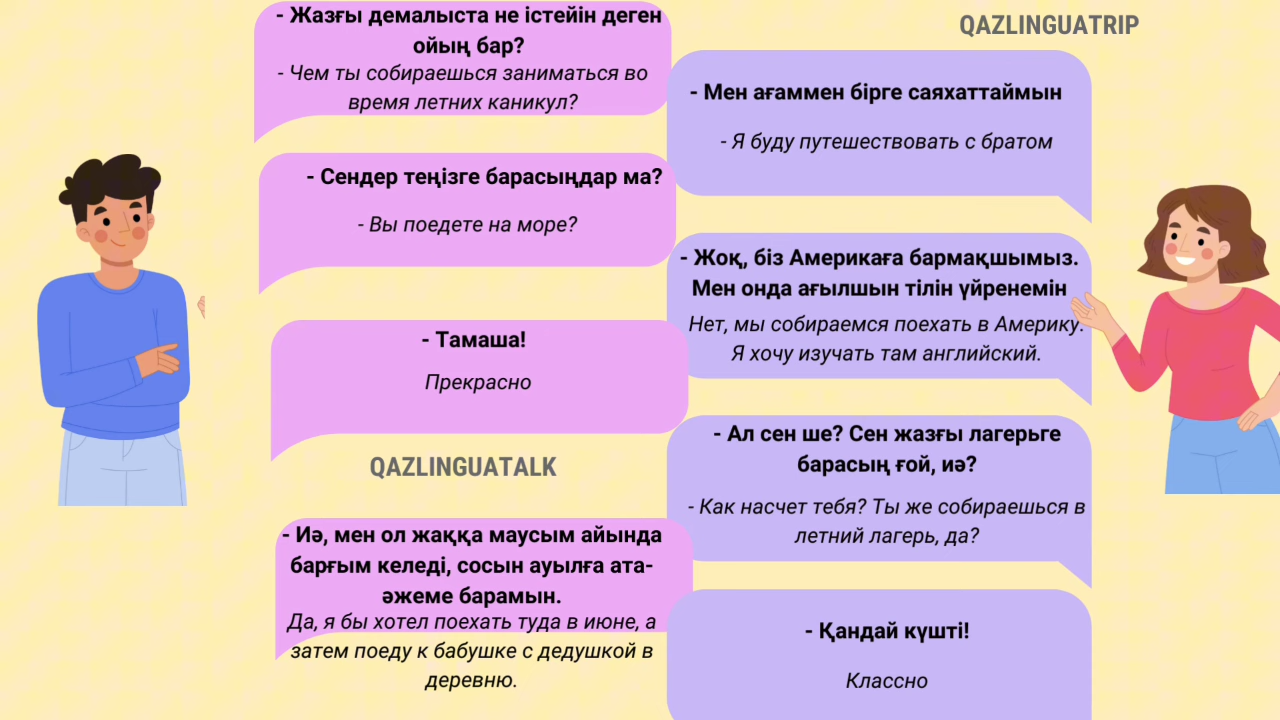 - Жазғы демалыста не істейін деген
ойың бар?
- Чем ты собираешься заниматься во
время летних каникул?
QAZLINGUATRIP
- Мен ағаммен бірге саяхаттаймын
- Я буду путешествовать с братом
- Сендер теңізге барасыңдар ма?
- Вы поедете на море?
- Жоқ, біз Америкаға бармақшымыз.
Мен онда ағылшын тілін үйренемін
Нет, мы собираемся поехать в Америку.
Я хочу изучать там английский.
- Тамаша!
Прекрасно
- Ал сен ше? Сен жазғы лагерьге
барасың ғой, иә?
- Как насчет тебя? Ты же собираешься в
летний лагерь, да?
QAZLINGUATALK
- Иә, мен ол жаққа маусым айында
барғым келеді, сосын ауылға ата-
әжеме барамын.
Да, я бы хотел поехать туда в июне, а
затем поеду к бабушке с дедушкой в
деревню.
- Қандай күшті!
Классно